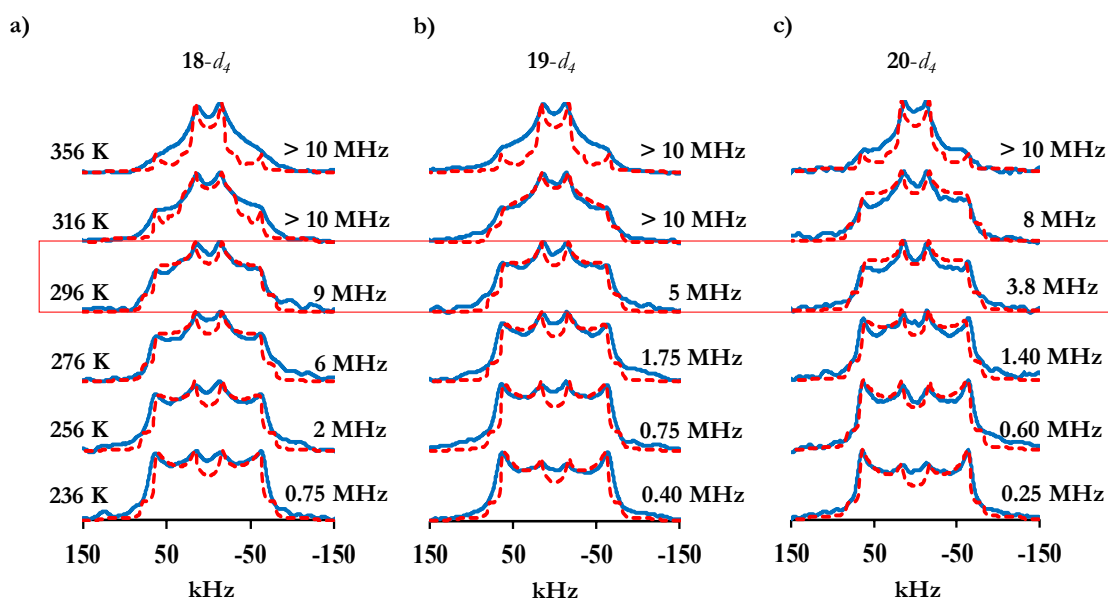 a) b) c)
18-d4 19-d4 20-d4
356 K > 10 MHz > 10 MHz > 10 MHz
316 K > 10 MHz > 10 MHz 8 MHz
296 K 9 MHz 5 MHz 3.8 MHz
276 K 6 MHz 1.75 MHz 1.40 MHz
256 K 2 MHz 0.75 MHz 0.60 MHz
236 K 0.75 MHz 0.40 MHz 0.25 MHz
150 50 -50 -150 150 50 -50 -150 150 50 -50 -150
kHz kHz kHz